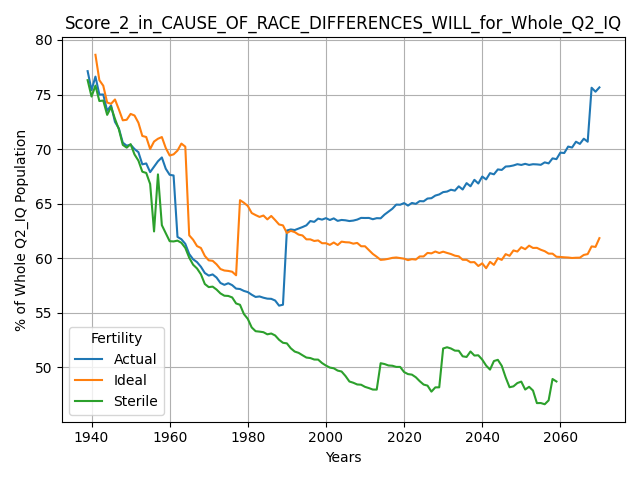 Score_2_in_CAUSE_OF_RACE_DIFFERENCES_WILL_for_Whole_Q2_IQ
% of Whole Q2_IQ Population
80
75
70
65
60
55
50
Fertility
Actual
Ideal
Sterile
1940 1960 1980 2000 2020 2040 2060
Years